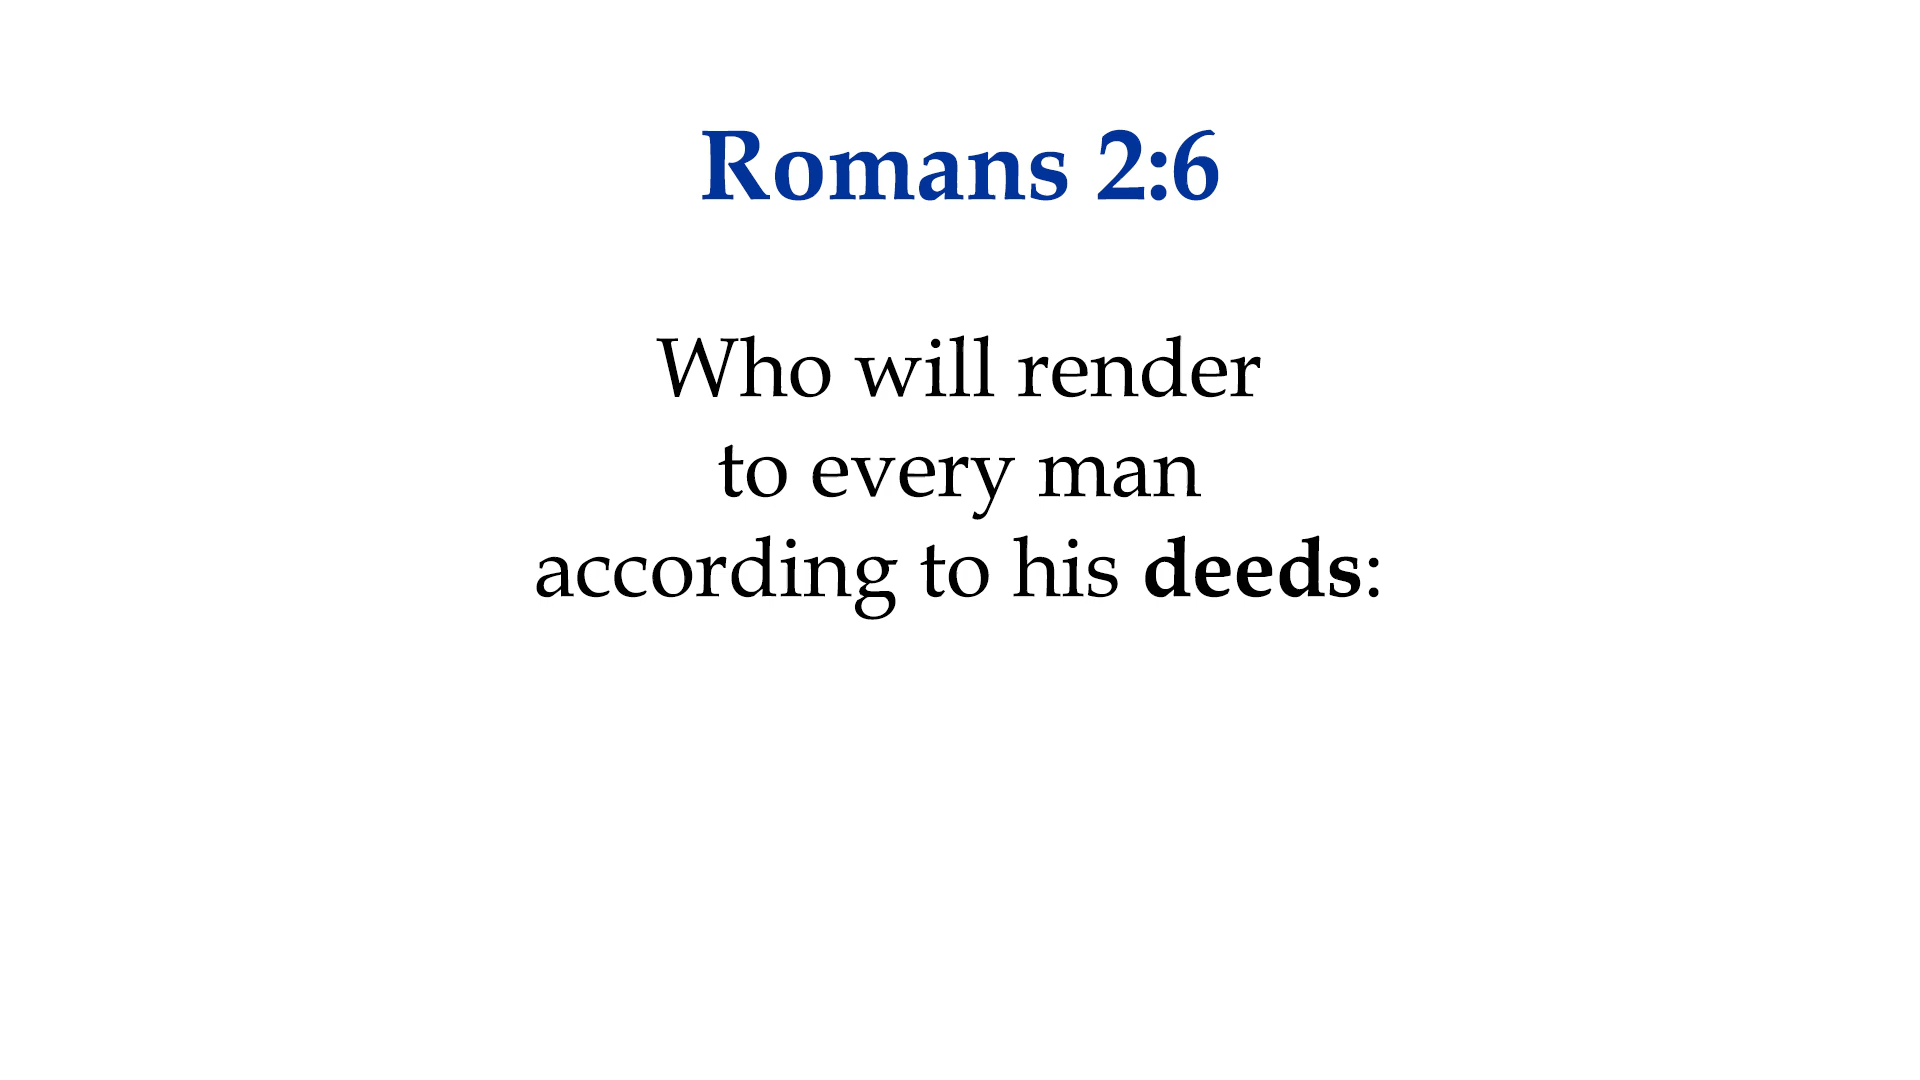 Romans 2:6
Who will render
to every man
according to his deeds: